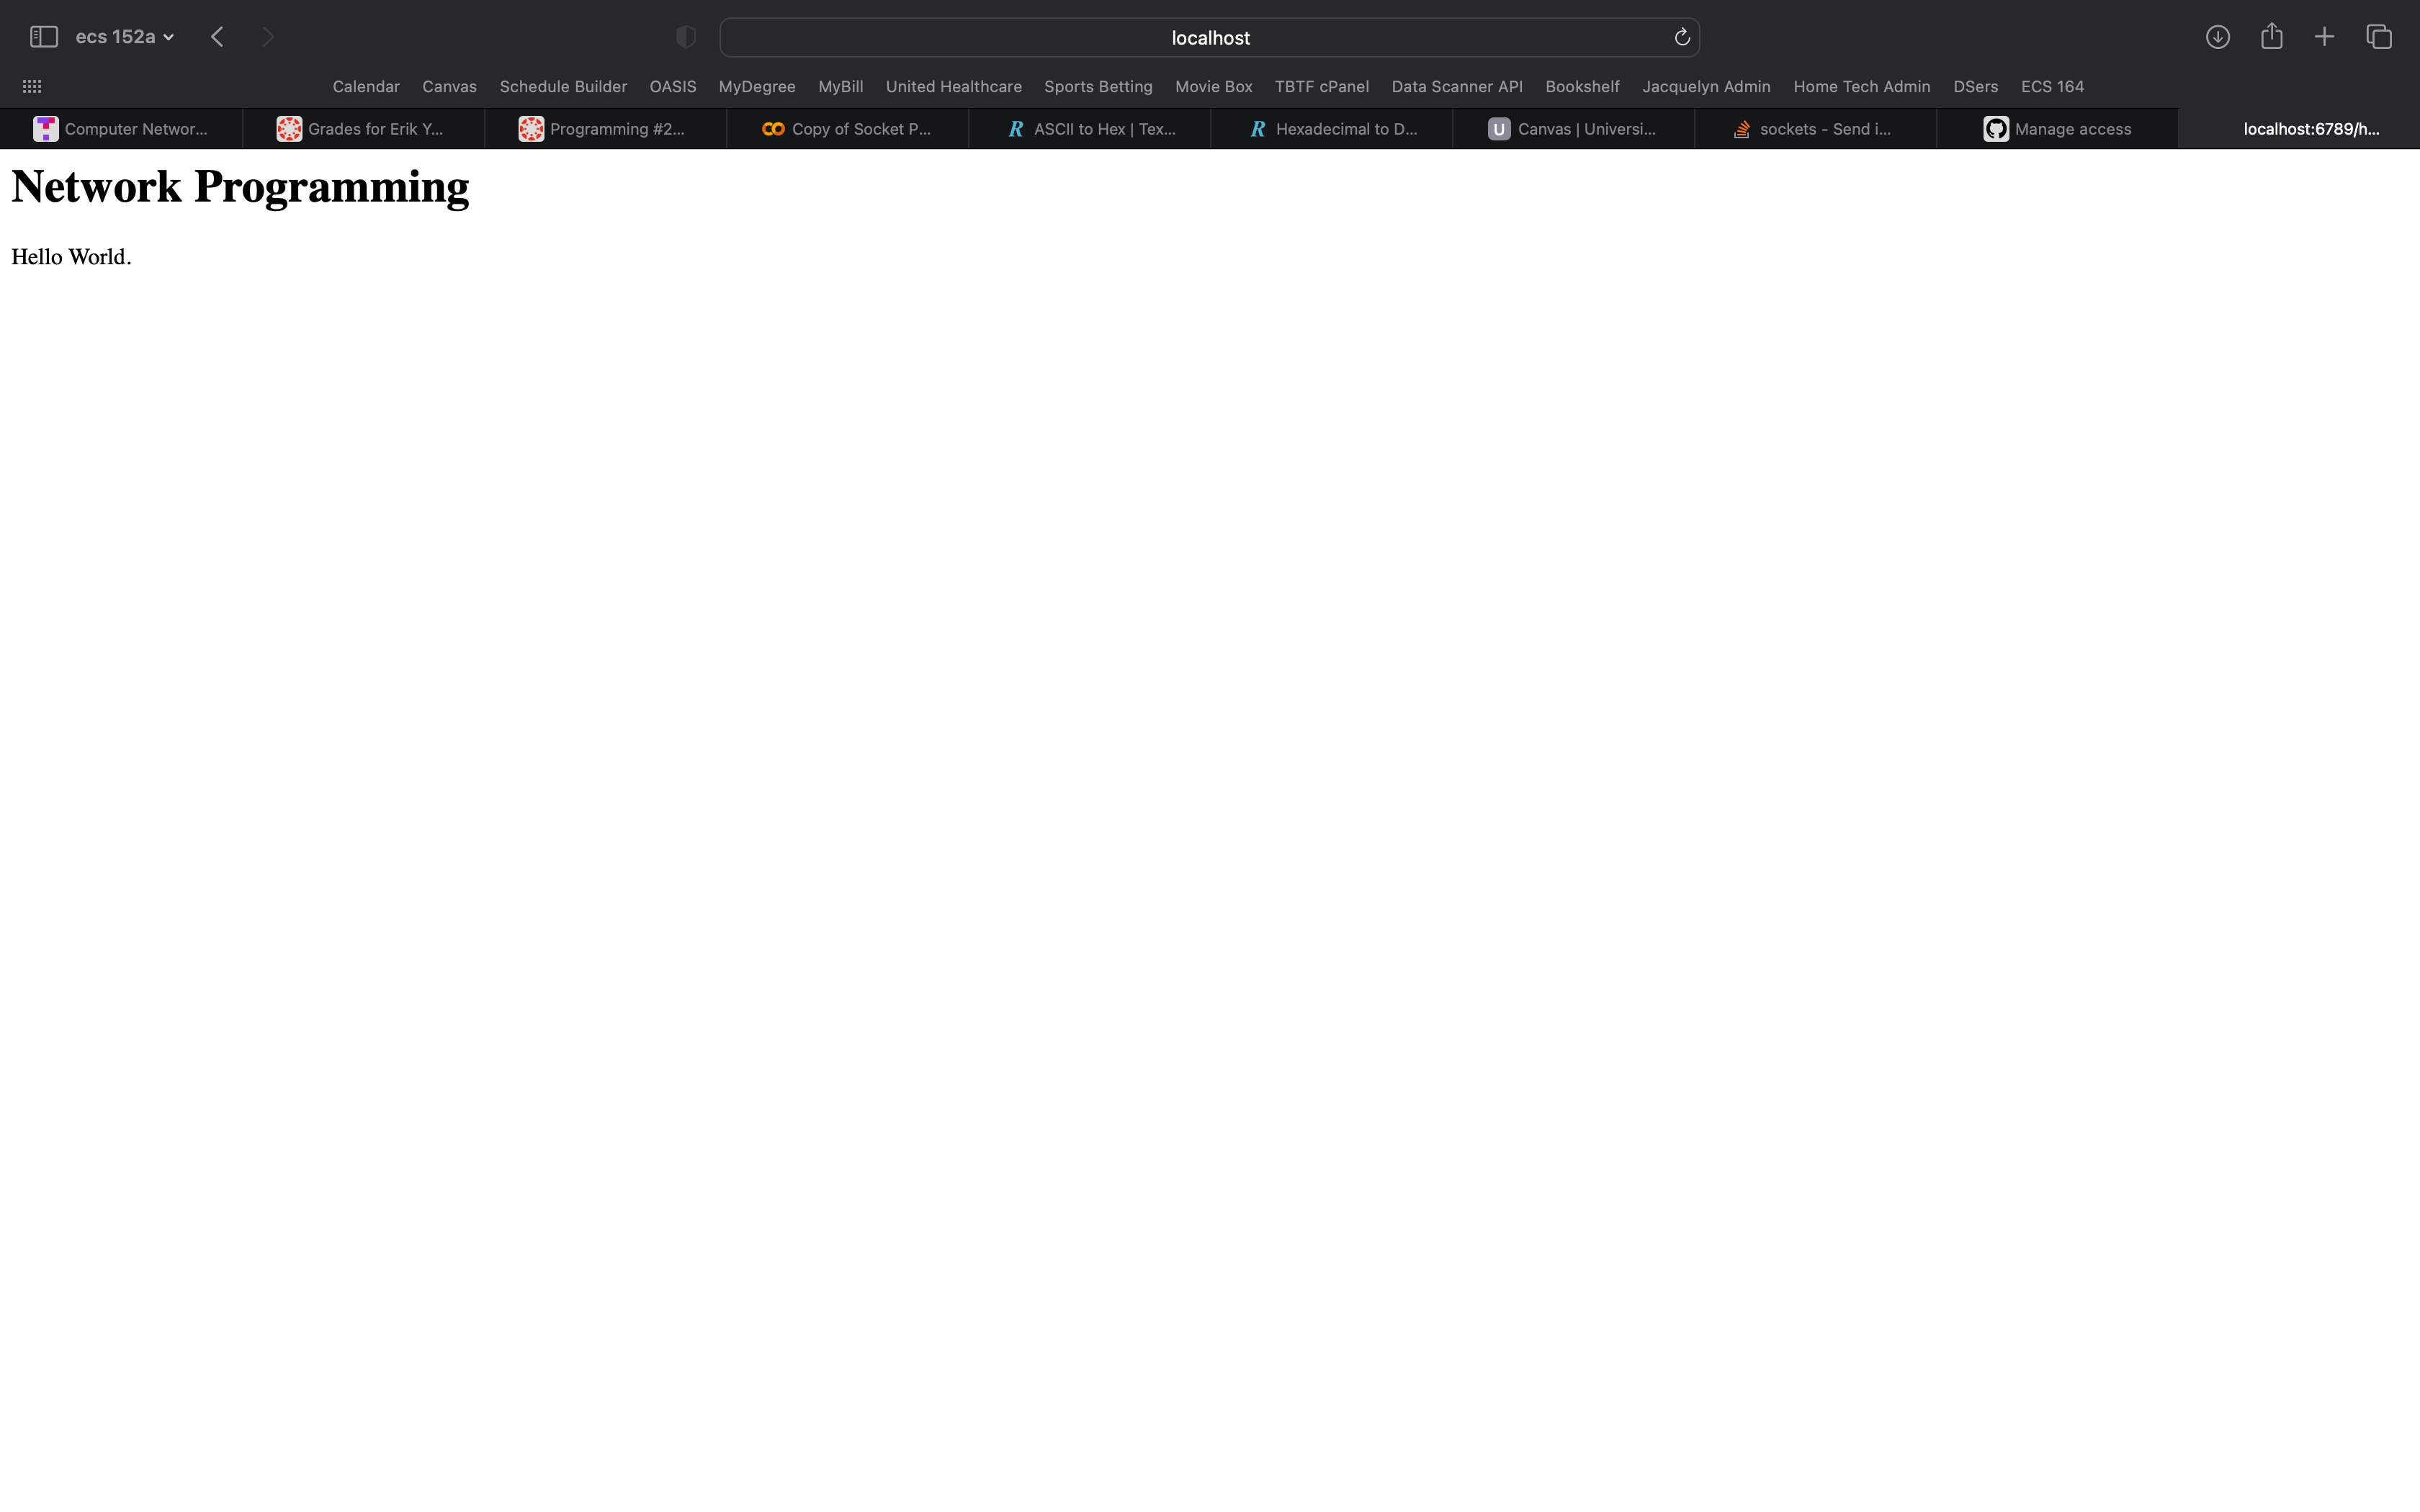 ecs 152a
localhost
Calendar Canvas Schedule Builder OASIS MyDegree MyBill United Healthcare Sports Betting Movie Box TBTF cPanel Data Scanner API Bookshelf Jacquelyn Admin Home Tech Admin DSers ECS 164
Computer Networ... Grades for Erik Y... Programming #2... Copy of Socket P... R ASCII to Hex | Tex... R Hexadecimal to D... U Canvas | Universi... sockets - Send i... Manage access localhost:6789/h...
Network Programming
Hello World.